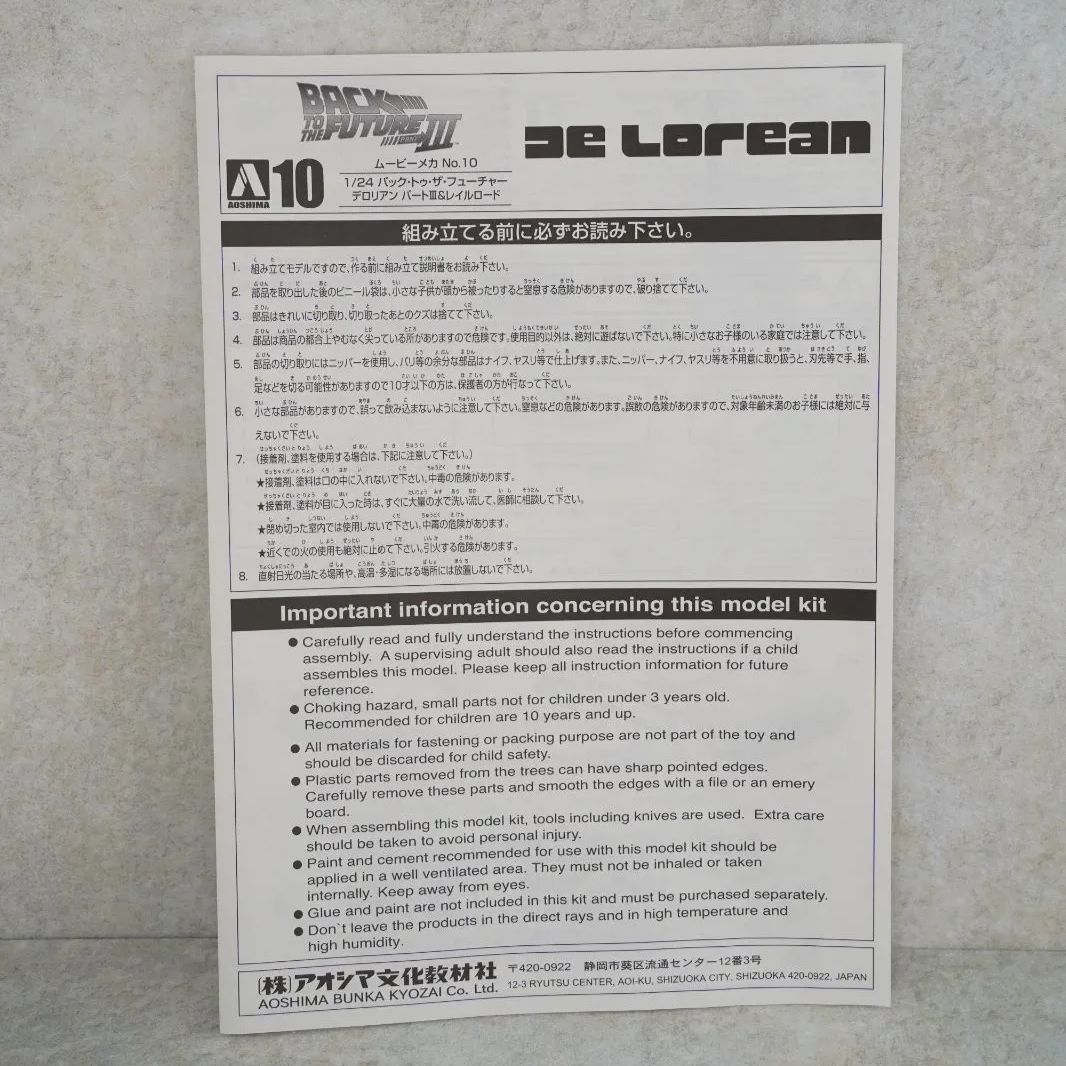 BACK TO THE FUTURE PART III
De Lorean
AOSHIMA
10
ムービーメカ No.10
1/24 バック・トゥ・ザ・フューチャー
デロリアン パートⅢ&レイルロード
組み立てる前に必ずお読み下さい。
1. 組み立てモデルですので、作る前に組み立て説明書をお読み下さい。
2. 部品を取り出した後のビニール袋は、小さな子供が頭から被ったりすると窒息する危険がありますので、破り捨てて下さい。
3. 部品はきれいに切り取り、切り取ったあとのクズは捨てて下さい。
4. 部品は商品の都合上やむなく尖っている所がありますので危険です。使用目的以外は、絶対に遊ばないで下さい。特に小さなお子様のいる家庭では注意して下さい。
5. 部品の切り取りにはニッパーを使用し、バリ等の余分な部品はナイフ、ヤスリ等で仕上げます。また、ニッパー、ナイフ、ヤスリ等を不用意に取り扱うと、刃先等で手、指、
足などを切る可能性がありますので10才以下の方は、保護者の方が行なって下さい。
6. 小さな部品がありますので、誤って飲み込まないように注意して下さい。窒息などの危険があります。誤飲の危険がありますので、対象年齢未満のお子様には絶対に与
えないで下さい。
7. (接着剤、塗料を使用する場合は、下記に注意して下さい。)
★接着剤、塗料は口の中に入れないで下さい。中毒の危険があります。
★接着剤、塗料が目に入った時は、すぐに大量の水で洗い流して、医師に相談して下さい。
★閉め切った室内では使用しないで下さい。中毒の危険があります。
★近くでの火の使用も絶対に止めて下さい。引火する危険があります。
8. 直射日光の当たる場所や、高温・多湿になる場所には放置しないで下さい。
Important information concerning this model kit
● Carefully read and fully understand the instructions before commencing
assembly. A supervising adult should also read the instructions if a child
assembles this model. Please keep all instruction information for future
reference.
● Choking hazard, small parts not for children under 3 years old.
Recommended for children are 10 years and up.
● All materials for fastening or packing purpose are not part of the toy and
should be discarded for child safety.
● Plastic parts removed from the trees can have sharp pointed edges.
Carefully remove these parts and smooth the edges with a file or an emery
board.
● When assembling this model kit, tools including knives are used. Extra care
should be taken to avoid personal injury.
● Paint and cement recommended for use with this model kit should be
applied in a well ventilated area. They must not be inhaled or taken
internally. Keep away from eyes.
● Glue and paint are not included in this kit and must be purchased separately.
● Don`t leave the products in the direct rays and in high temperature and
high humidity.
(株)アオシマ文化教材社 〒420-0922 静岡市葵区流通センター12番3号
AOSHIMA BUNKA KYOZAI Co. Ltd. 12-3 RYUTSU CENTER, AOI-KU, SHIZUOKA CITY. SHIZUOKA 420-0922, JAPAN